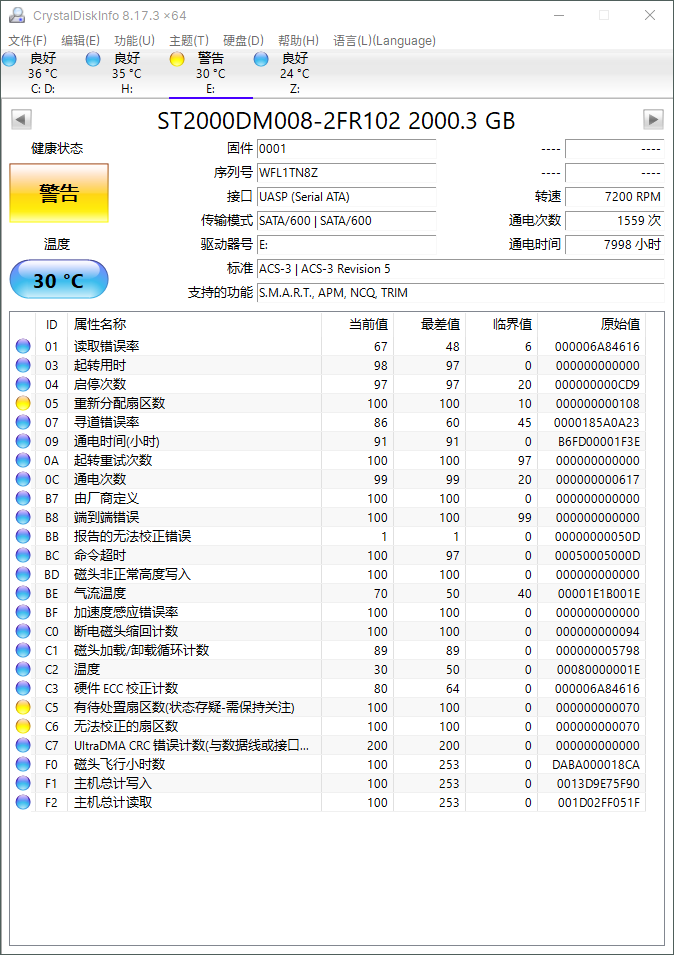 CrystalDiskInfo 8.17.3 x64
文件(F) 编辑(E) 功能(U) 主题(T) 硬盘(D) 帮助(H) 语言(L)(Language)
良好 良好 警告 良好
36 °C 35 °C 30 °C 24 °C
C: D: H: E: Z:
ST2000DM008-2FR102 2000.3 GB
健康状态 固件 0001 ---- ----
警告 序列号 WFL1TN8Z ---- ----
接口 UASP (Serial ATA) 转速 7200 RPM
传输模式 SATA/600 | SATA/600 通电次数 1559 次
温度 驱动器号 E: 通电时间 7998 小时
30 °C 标准 ACS-3 | ACS-3 Revision 5
支持的功能 S.M.A.R.T., APM, NCQ, TRIM
ID 属性名称 当前值 最差值 临界值 原始值
01 读取错误率 67 48 6 000006A84616
03 起转用时 98 97 0 000000000000
04 启停次数 97 97 20 000000000CD9
05 重新分配扇区数 100 100 10 000000000108
07 寻道错误率 86 60 45 0000185A0A23
09 通电时间(小时) 91 91 0 B6FD00001F3E
0A 起转重试次数 100 100 97 000000000000
0C 通电次数 99 99 20 000000000617
B7 由厂商定义 100 100 0 000000000000
B8 端到端错误 100 100 99 000000000000
BB 报告的无法校正错误 1 1 0 00000000050D
BC 命令超时 100 97 0 00050005000D
BD 磁头非正常高度写入 100 100 0 000000000000
BE 气流温度 70 50 40 00001E1B001E
BF 加速度感应错误率 100 100 0 000000000000
C0 断电磁头缩回计数 100 100 0 000000000094
C1 磁头加载/卸载循环计数 89 89 0 000000005798
C2 温度 30 50 0 00080000001E
C3 硬件 ECC 校正计数 80 64 0 000006A84616
C5 有待处置扇区数(状态存疑-需保持关注) 100 100 0 000000000070
C6 无法校正的扇区数 100 100 0 000000000070
C7 UltraDMA CRC 错误计数(与数据线或接口... 200 200 0 000000000000
F0 磁头飞行小时数 100 253 0 DABA000018CA
F1 主机总计写入 100 253 0 0013D9E75F90
F2 主机总计读取 100 253 0 001D02FF051F